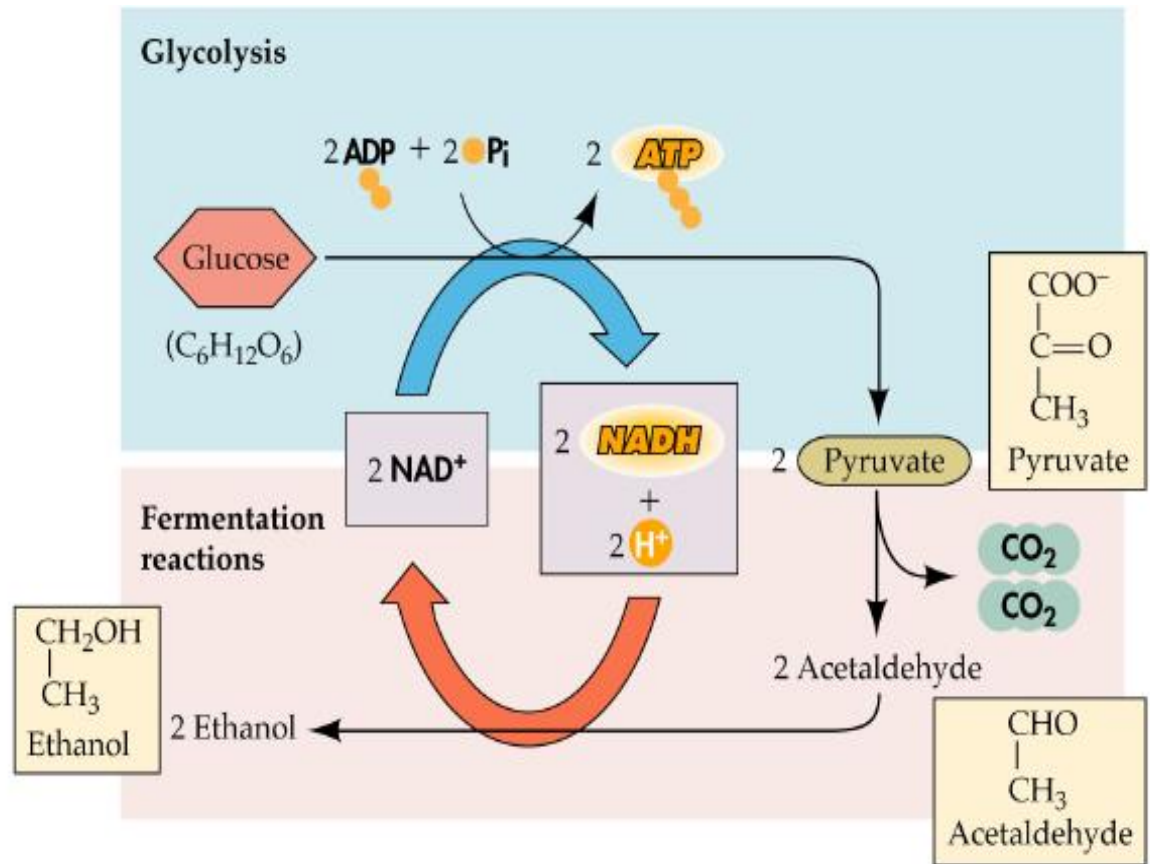 Glycolysis
2 ADP + 2 Pi
2 ATP
Glucose
(C₆H₁₂O₆)
COO⁻
C=O
CH₃
Pyruvate
2 NAD⁺
2 NADH
+
2 H⁺
2 Pyruvate
Fermentation
reactions
CO₂
CO₂
2 Acetaldehyde
CH₂OH
CH₃
Ethanol
2 Ethanol
CHO
CH₃
Acetaldehyde